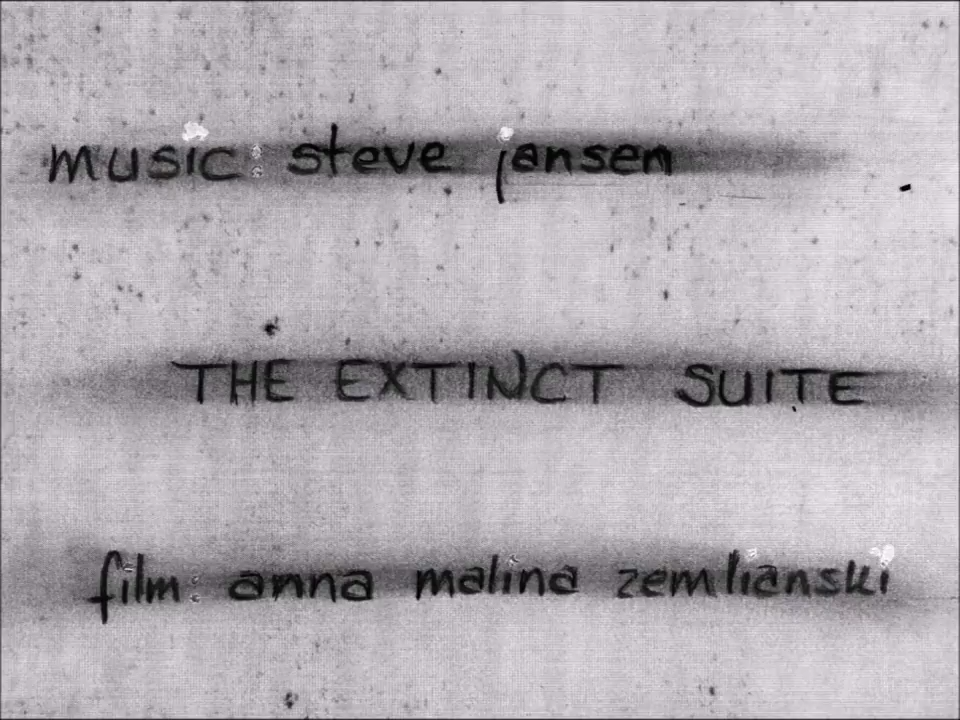 music: steve jansen
THE EXTINCT SUITE
film: anna malina zemlianski